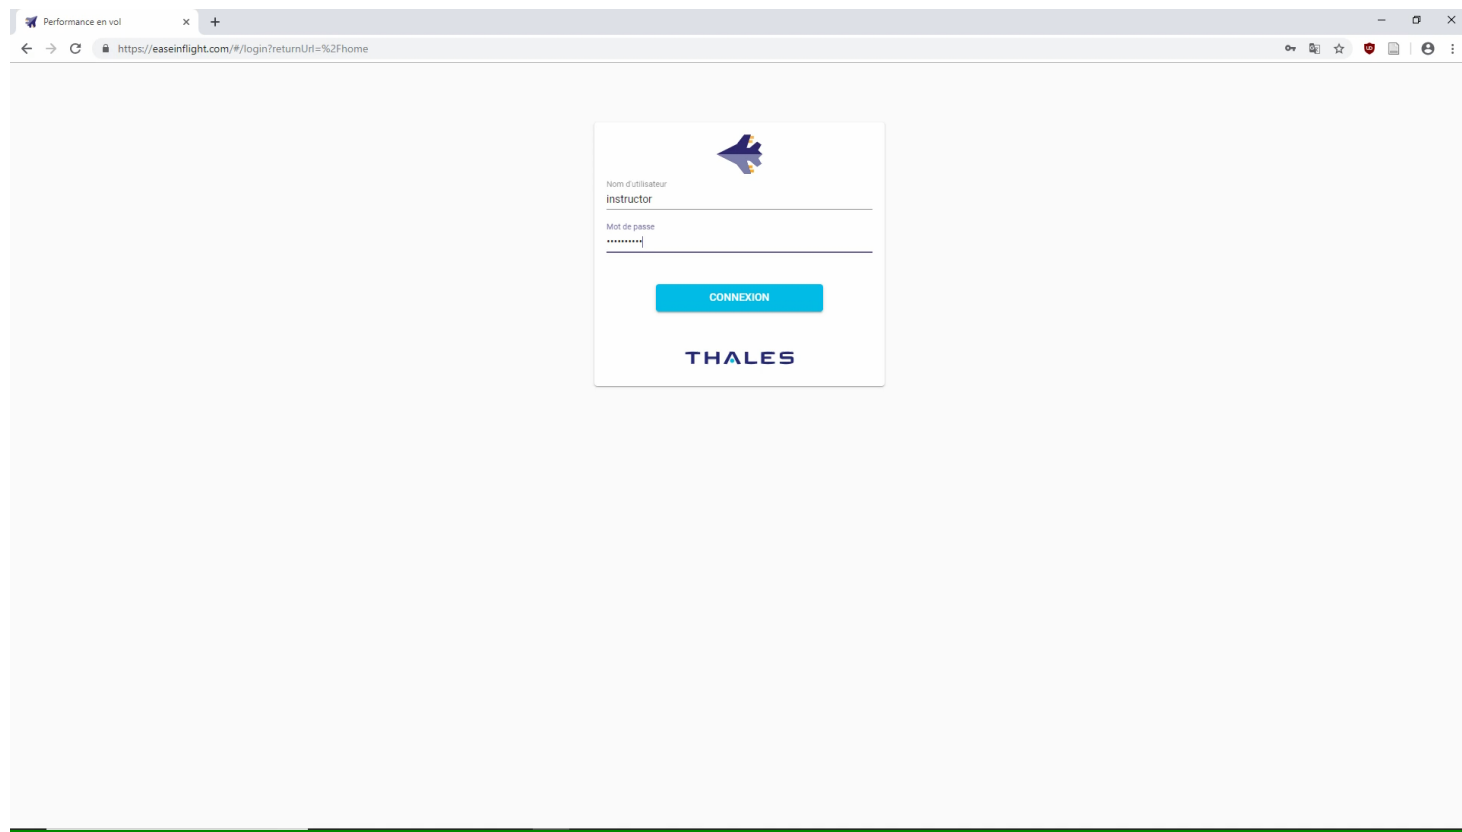 Performance en vol
https://easeinflight.com/#/login?returnUrl=%2Fhome
Nom d'utilisateur
instructor
Mot de passe
••••••••••
CONNEXION
THALES